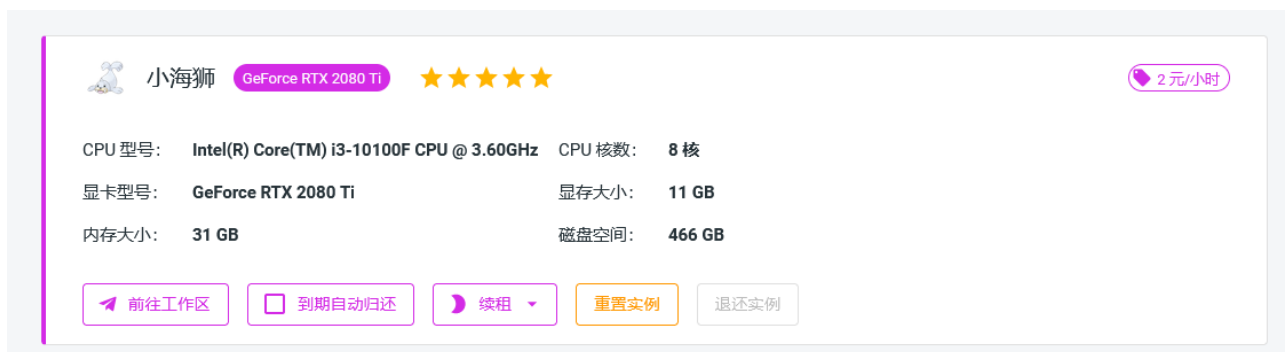 小海狮 GeForce RTX 2080 Ti 2 元/小时
CPU 型号： Intel(R) Core(TM) i3-10100F CPU @ 3.60GHz CPU 核数： 8 核
显卡型号： GeForce RTX 2080 Ti 显存大小： 11 GB
内存大小： 31 GB 磁盘空间： 466 GB
前往工作区 到期自动归还 续租 重置实例 退还实例